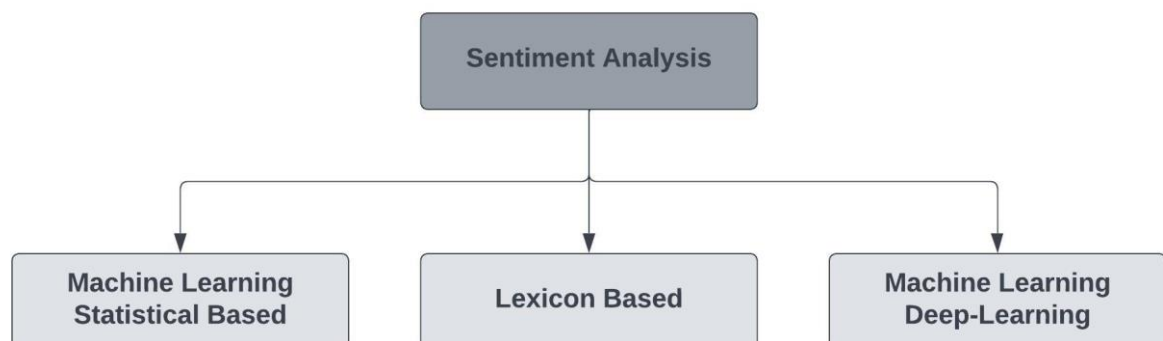 Sentiment Analysis
Machine Learning
Statistical Based
Lexicon Based
Machine Learning
Deep-Learning